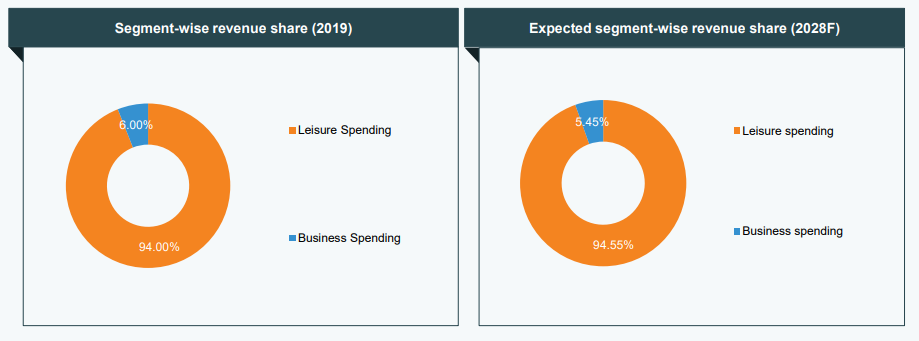 Segment-wise revenue share (2019)
6.00%
94.00%
Leisure Spending
Business Spending
Expected segment-wise revenue share (2028F)
5.45%
94.55%
Leisure spending
Business spending